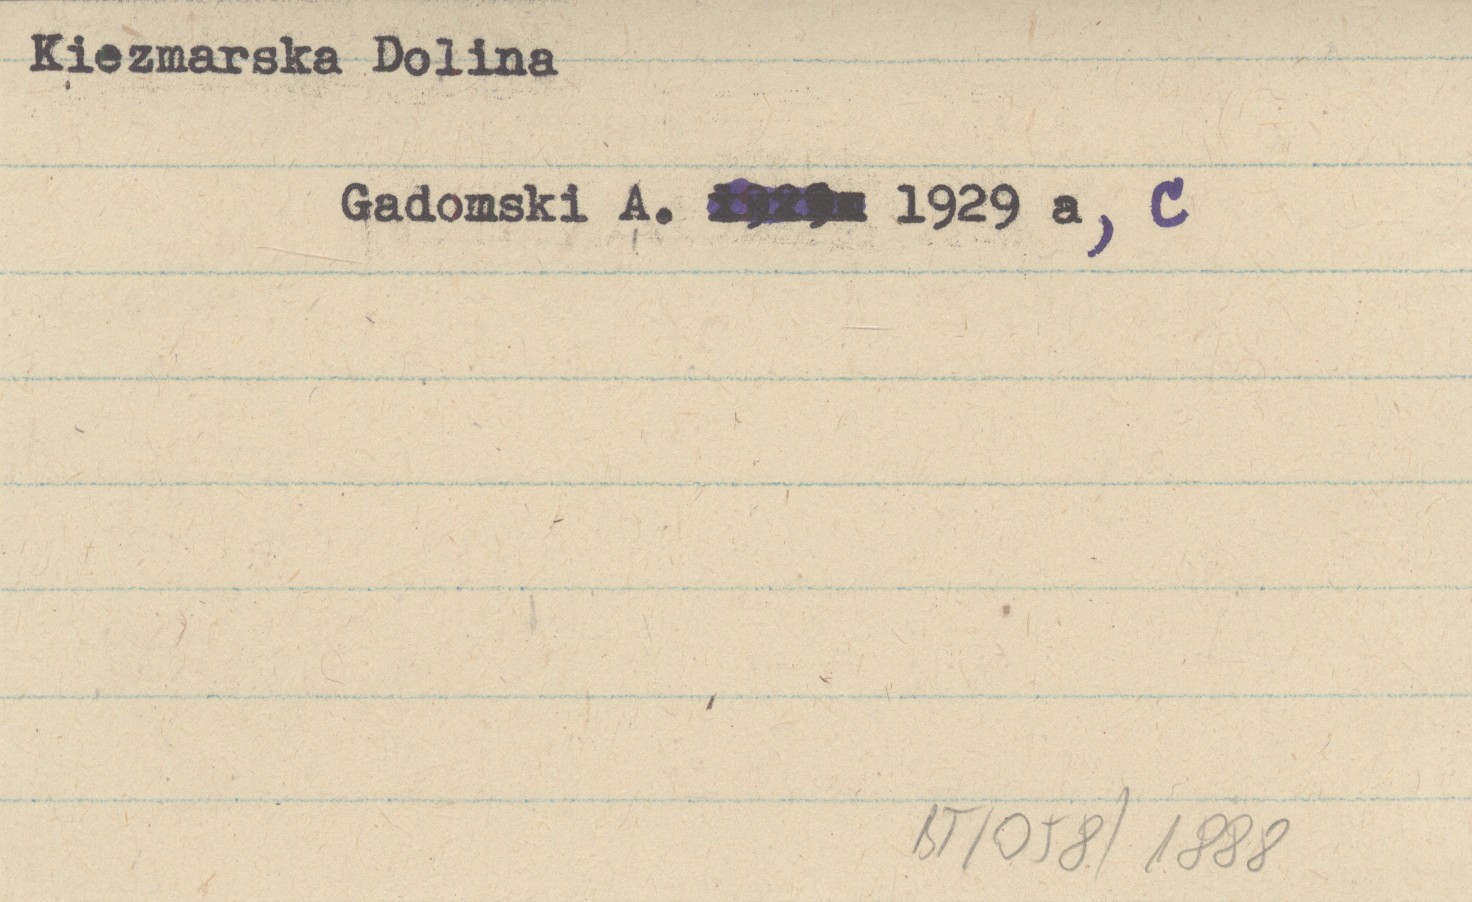 Kiezmarska Dolina
Gadomski A. 1929 a, C
BT/058/1888